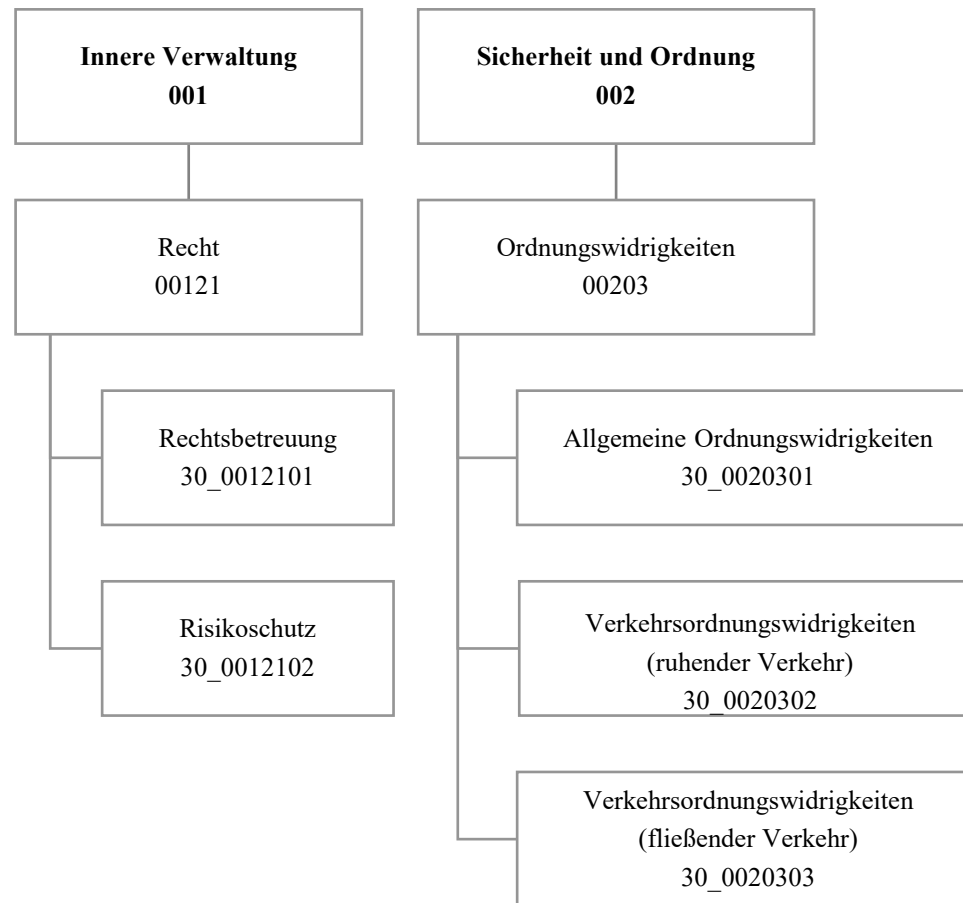 Innere Verwaltung
001
Sicherheit und Ordnung
002
Recht
00121
Ordnungswidrigkeiten
00203
Rechtsbetreuung
30_0012101
Allgemeine Ordnungswidrigkeiten
30_0020301
Risikoschutz
30_0012102
Verkehrsordnungswidrigkeiten
(ruhender Verkehr)
30_0020302
Verkehrsordnungswidrigkeiten
(fließender Verkehr)
30_0020303